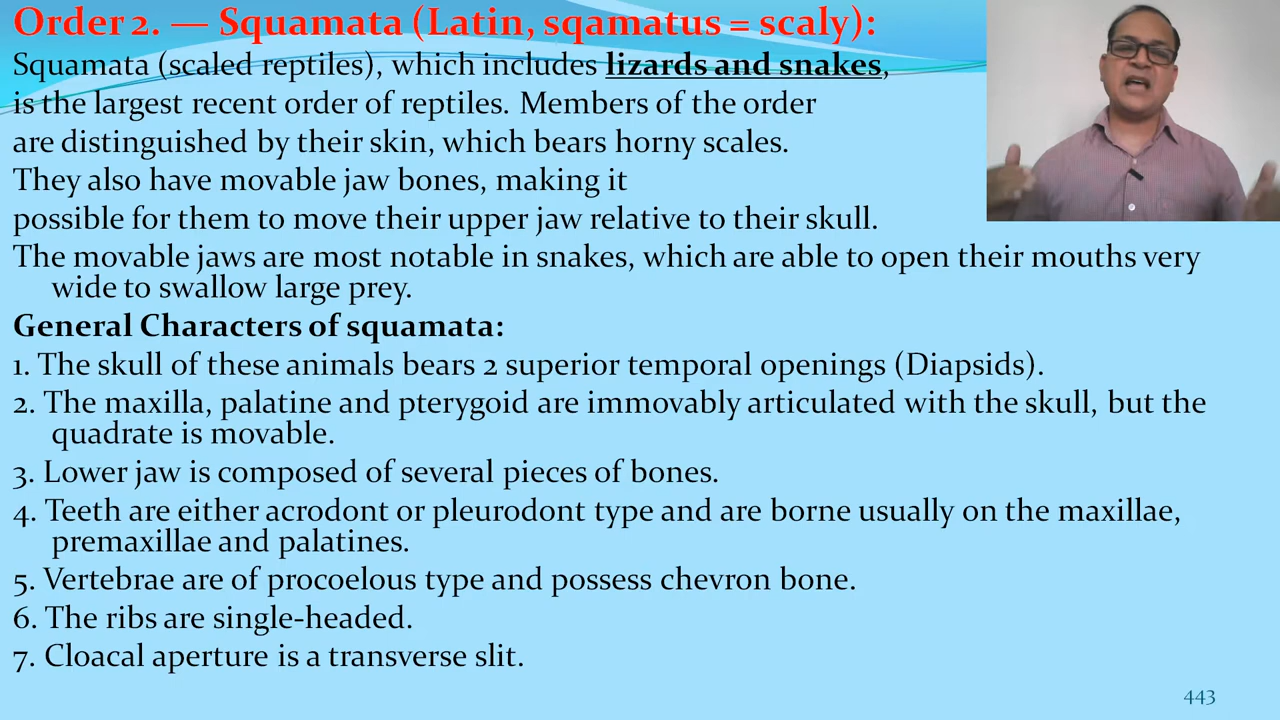 Order 2. — Squamata (Latin, sqamatus = scaly):
Squamata (scaled reptiles), which includes lizards and snakes,
is the largest recent order of reptiles. Members of the order
are distinguished by their skin, which bears horny scales.
They also have movable jaw bones, making it
possible for them to move their upper jaw relative to their skull.
The movable jaws are most notable in snakes, which are able to open their mouths very
wide to swallow large prey.
General Characters of squamata:
1. The skull of these animals bears 2 superior temporal openings (Diapsids).
2. The maxilla, palatine and pterygoid are immovably articulated with the skull, but the
quadrate is movable.
3. Lower jaw is composed of several pieces of bones.
4. Teeth are either acrodont or pleurodont type and are borne usually on the maxillae,
premaxillae and palatines.
5. Vertebrae are of procoelous type and possess chevron bone.
6. The ribs are single-headed.
7. Cloacal aperture is a transverse slit.
443